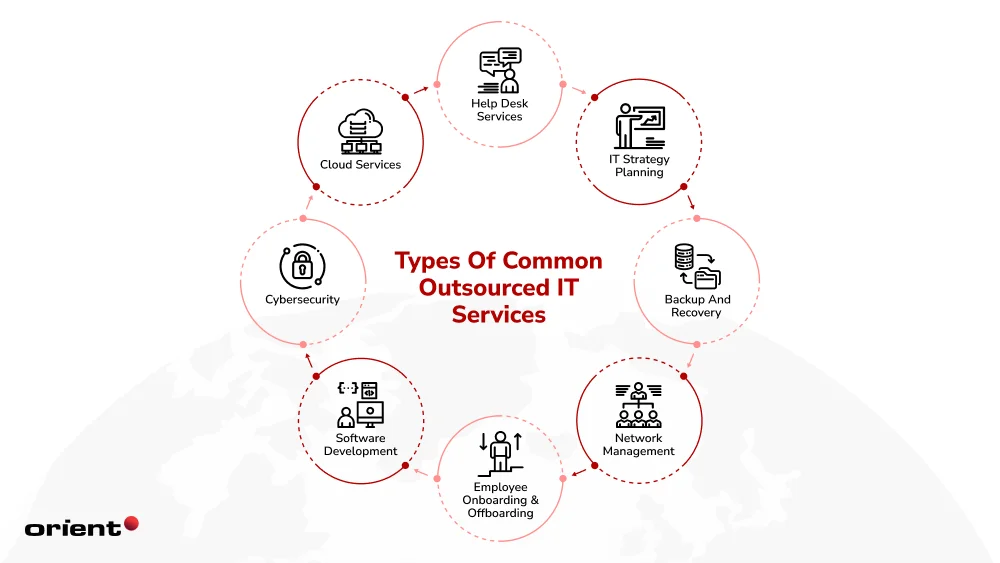 Help Desk
Services
IT Strategy
Planning
Backup And
Recovery
Network
Management
Employee
Onboarding &
Offboarding
Software
Development
Cybersecurity
Cloud Services
Types Of Common
Outsourced IT
Services
orient